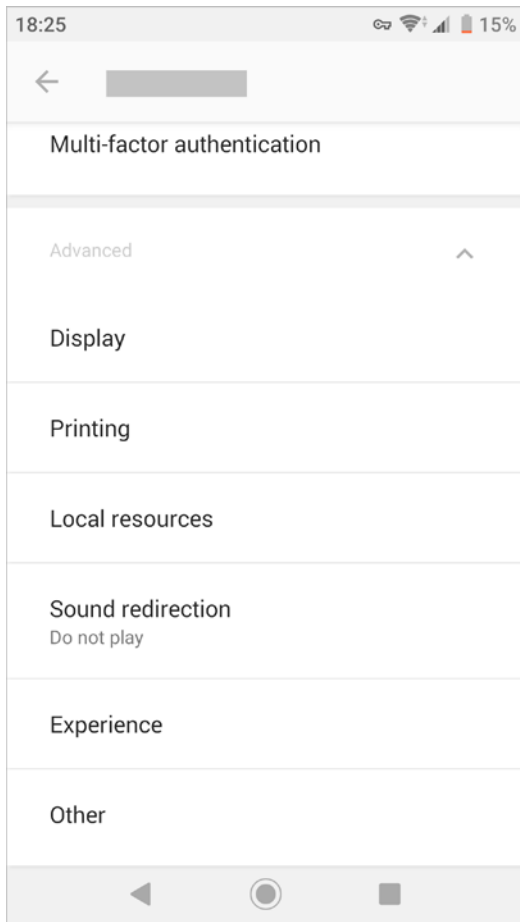 18:25
15%
Multi-factor authentication
Advanced
Display
Printing
Local resources
Sound redirection
Do not play
Experience
Other